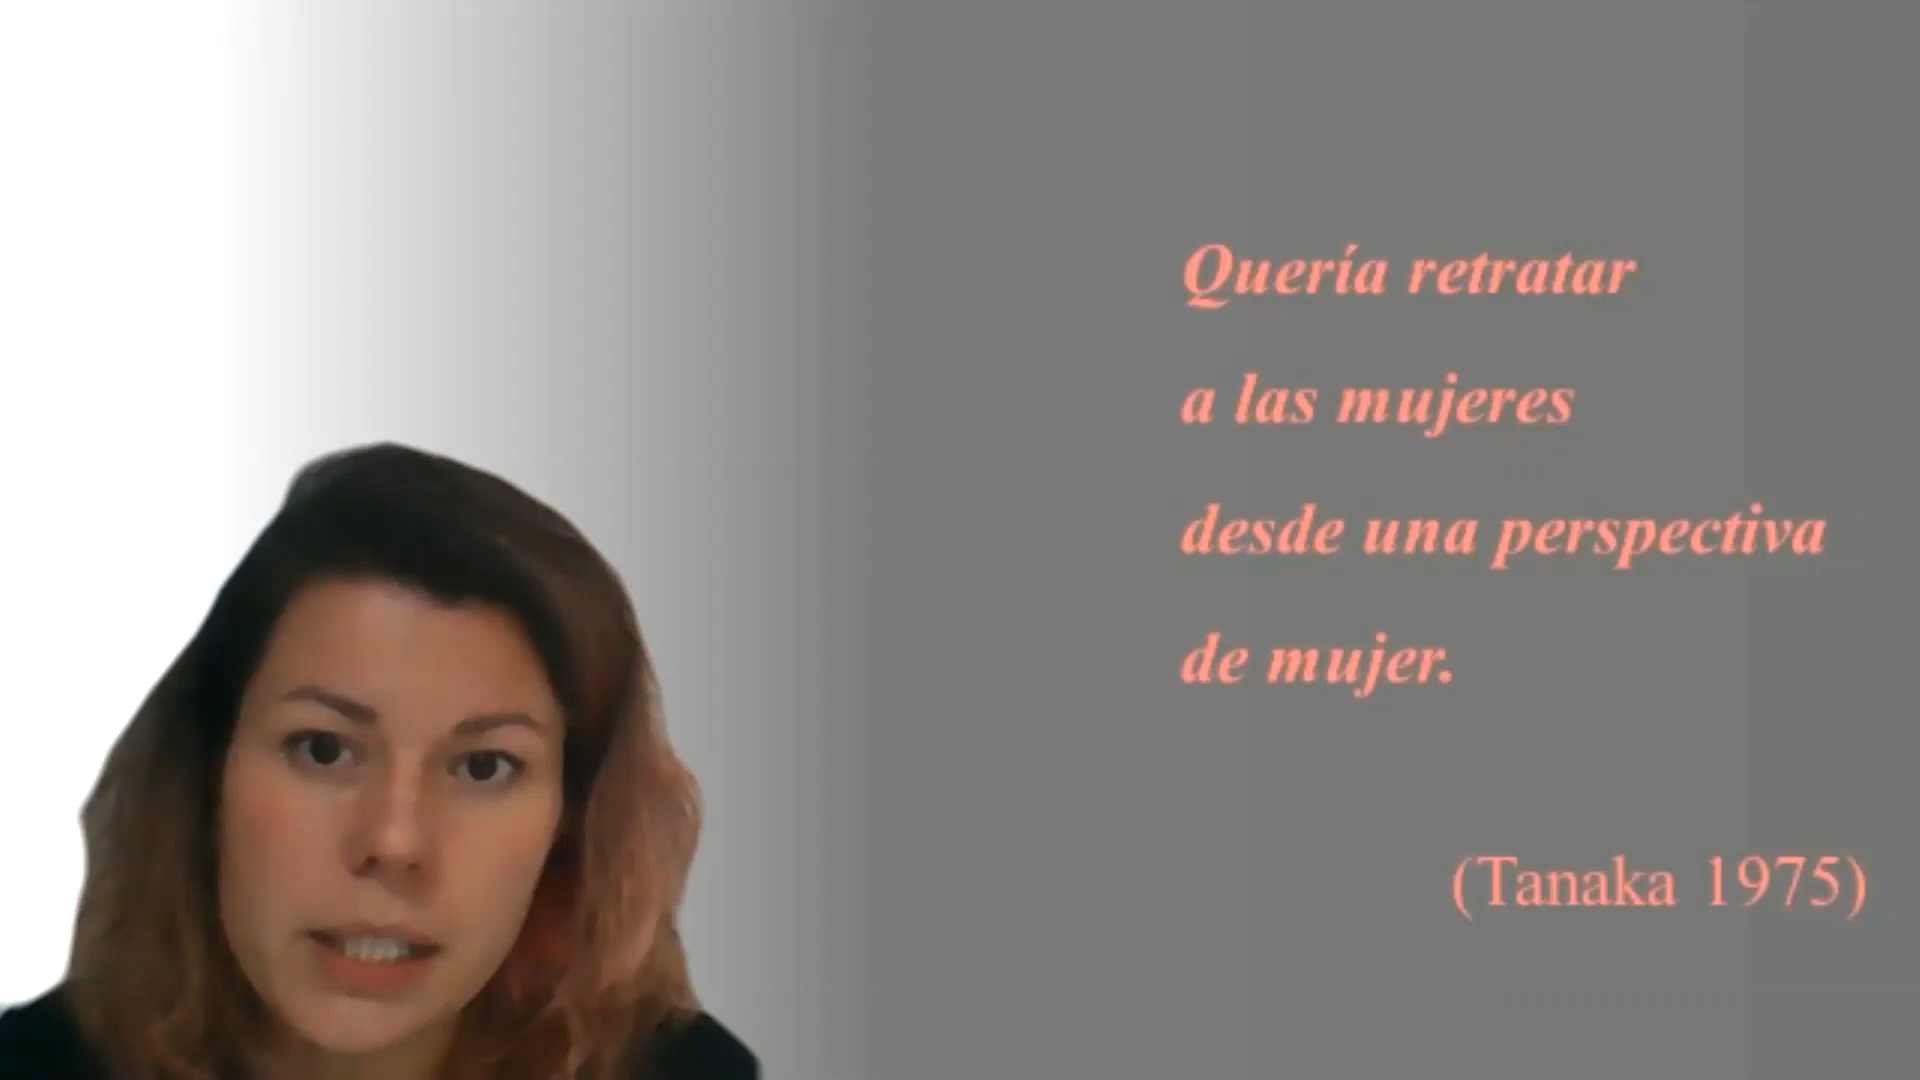 Quería retratar
a las mujeres
desde una perspectiva
de mujer.
(Tanaka 1975)